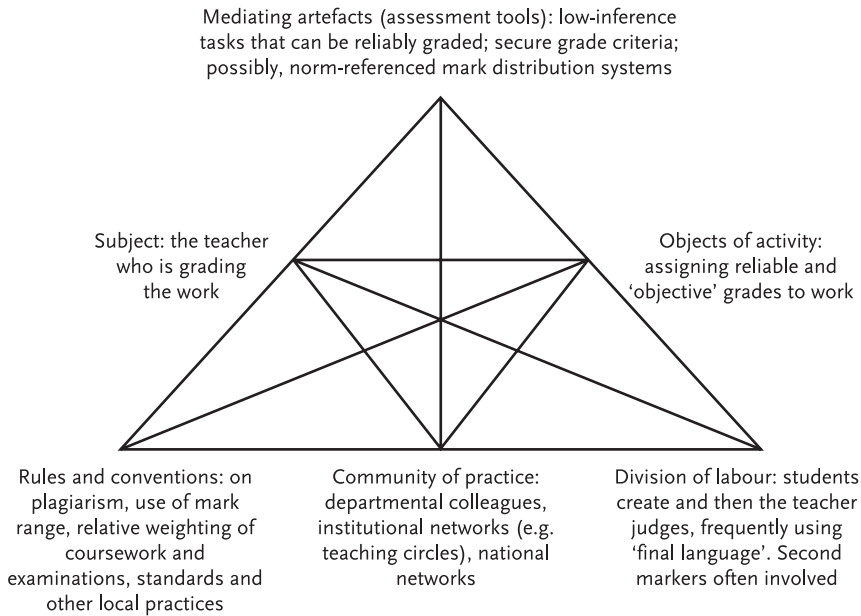 Mediating artefacts (assessment tools): low-inference
tasks that can be reliably graded; secure grade criteria;
possibly, norm-referenced mark distribution systems
Subject: the teacher
who is grading
the work
Objects of activity:
assigning reliable and
‘objective’ grades to work
Rules and conventions: on
plagiarism, use of mark
range, relative weighting of
coursework and
examinations, standards and
other local practices
Community of practice:
departmental colleagues,
institutional networks (e.g.
teaching circles), national
networks
Division of labour: students
create and then the teacher
judges, frequently using
‘final language’. Second
markers often involved